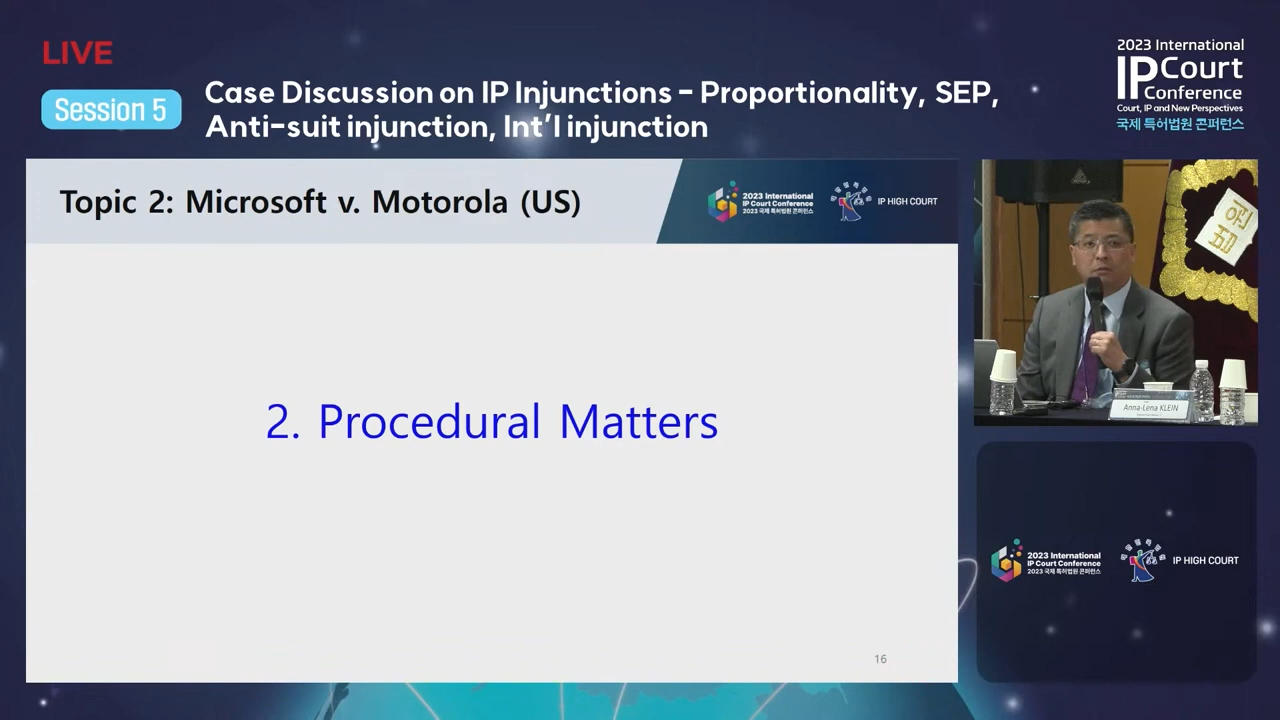 LIVE
Session 5
Case Discussion on IP Injunctions - Proportionality, SEP,
Anti-suit injunction, Int'l injunction
2023 International
IP Court
Conference
Court, IP and New Perspectives
국제 특허법원 콘퍼런스
Topic 2: Microsoft v. Motorola (US)
2023 International
IP Court Conference
2023 국제 특허법원 콘퍼런스
IP HIGH COURT
2. Procedural Matters
16
Anna-Lena KLEIN
2023 International
IP Court Conference
2023 국제 특허법원 콘퍼런스
IP HIGH COURT